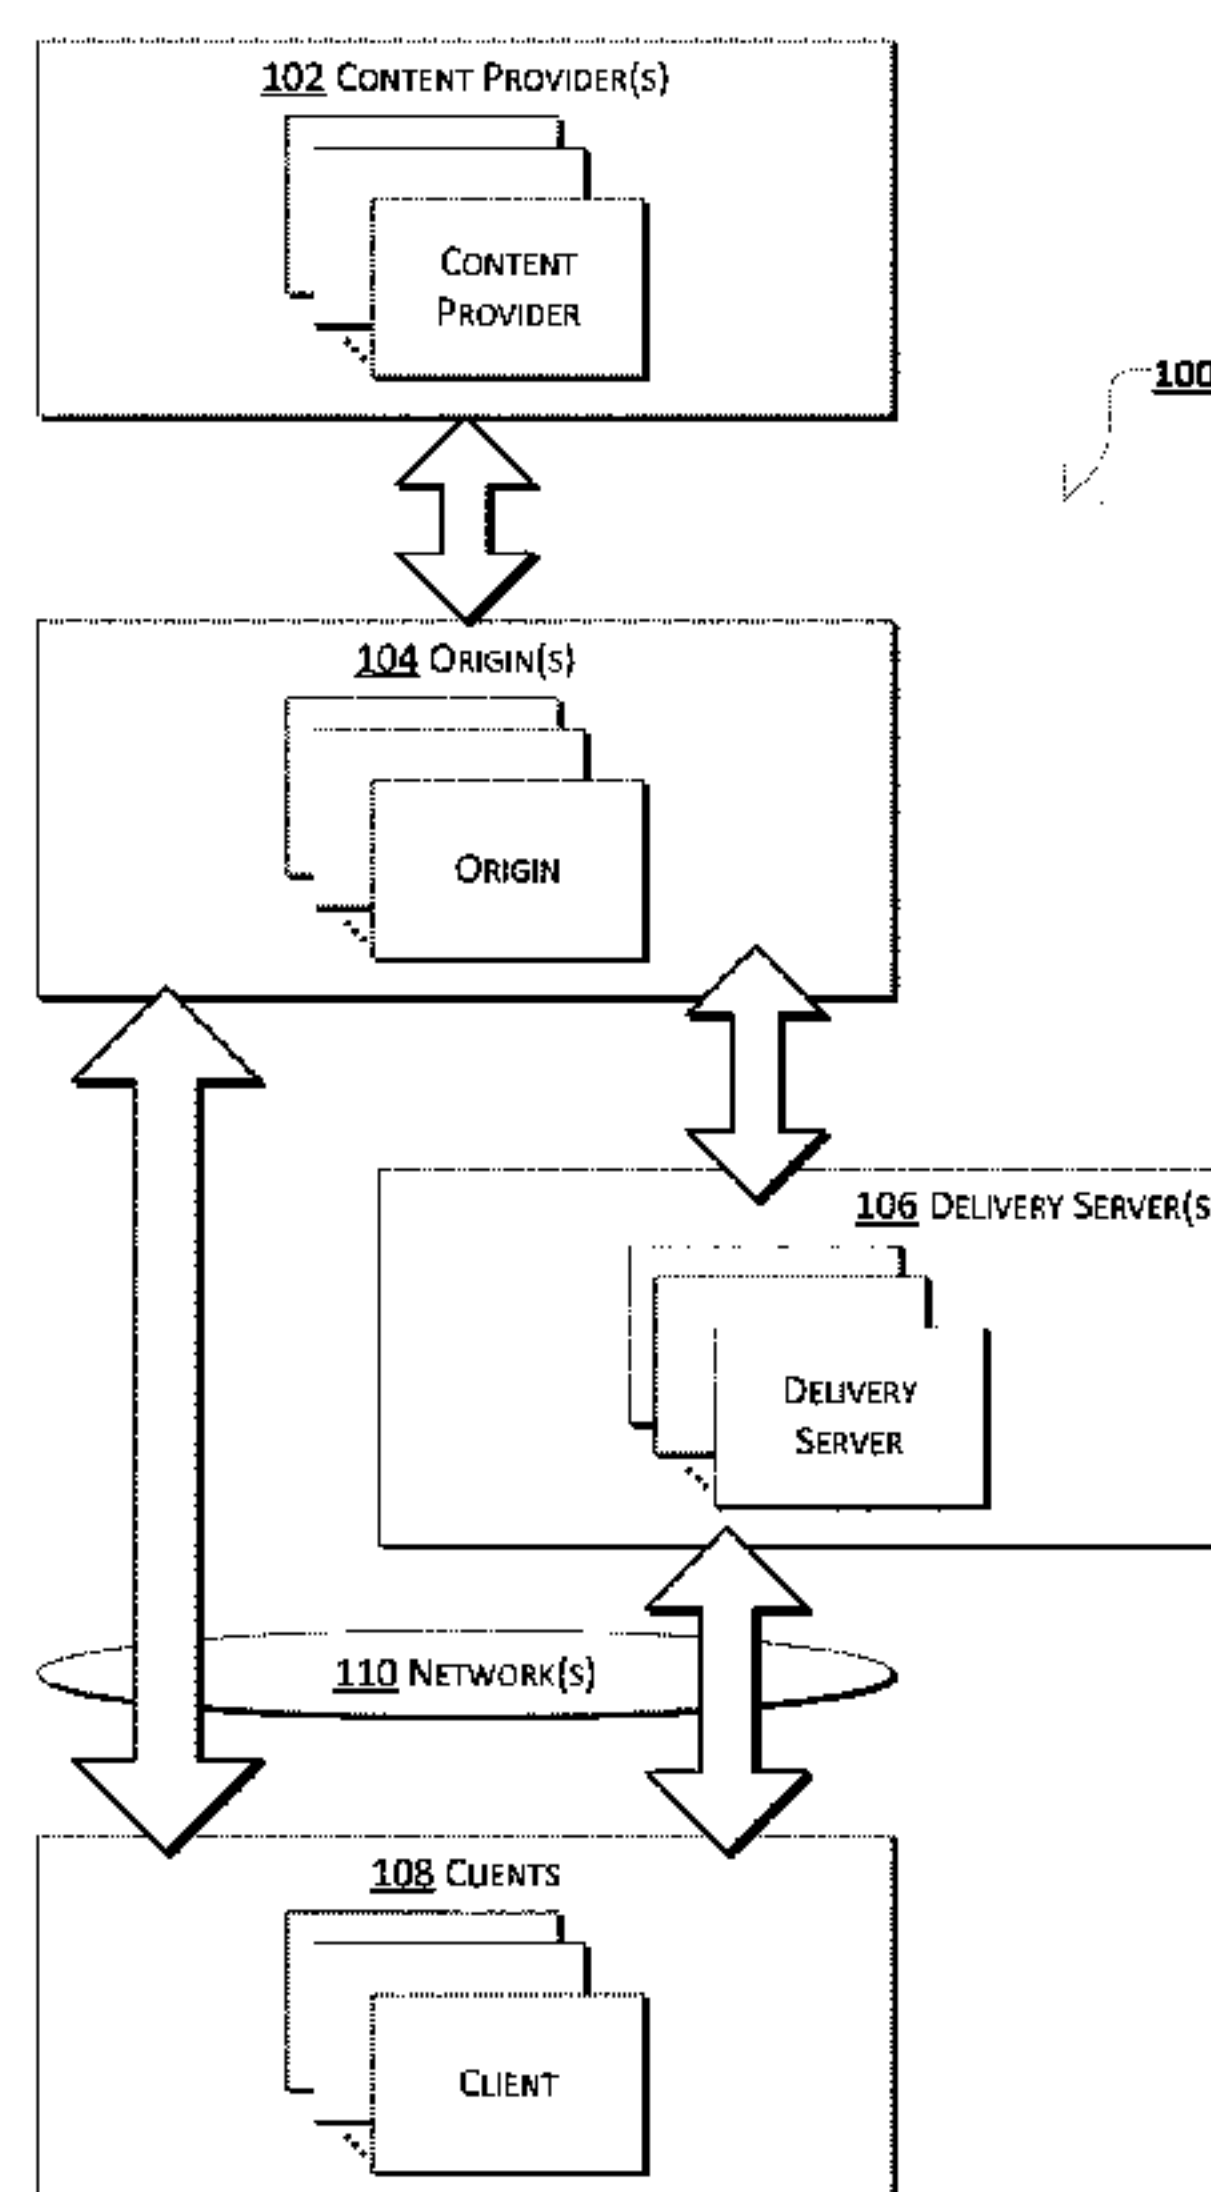 102 CONTENT PROVIDER(S)
CONTENT
PROVIDER
100
104 ORIGIN(S)
ORIGIN
106 DELIVERY SERVER(S
DELIVERY
SERVER
110 NETWORK(S)
108 CLIENTS
CLIENT